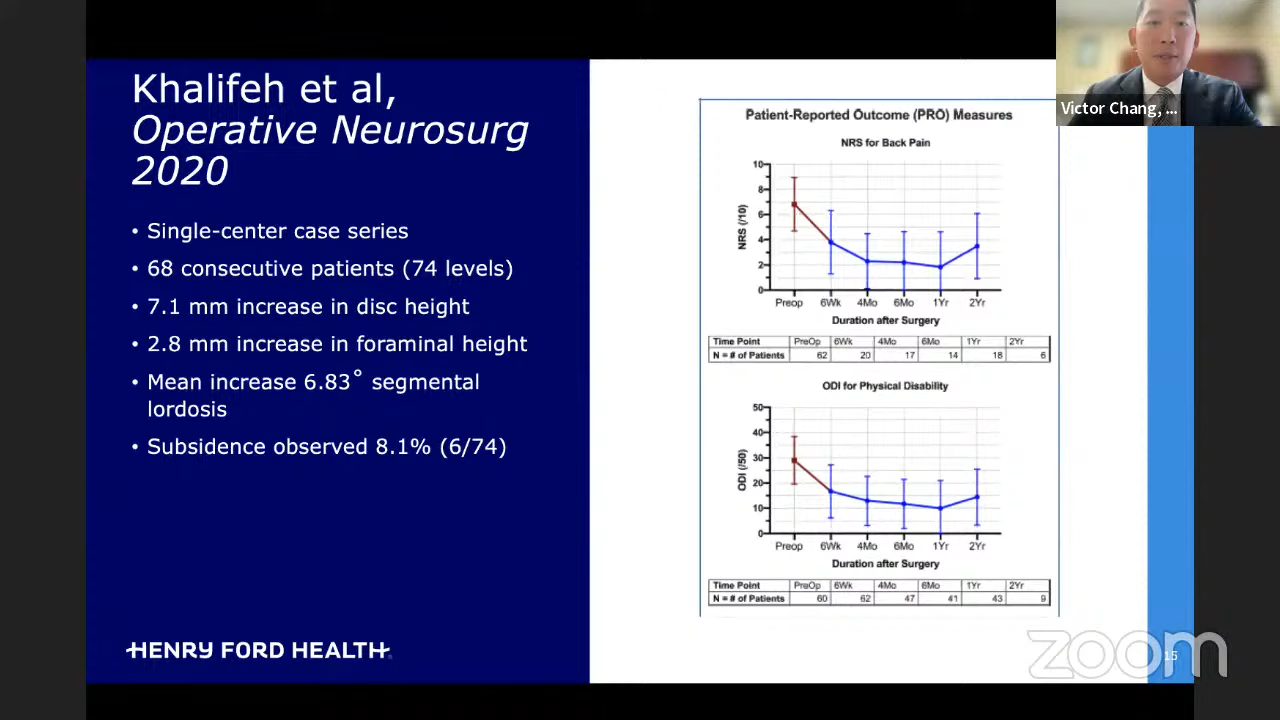 Khalifeh et al,
Operative Neurosurg
2020
• Single-center case series
• 68 consecutive patients (74 levels)
• 7.1 mm increase in disc height
• 2.8 mm increase in foraminal height
• Mean increase 6.83° segmental
lordosis
• Subsidence observed 8.1% (6/74)
HENRY FORD HEALTH
Patient-Reported Outcome (PRO) Measures
NRS for Back Pain
NRS (/10)
10
8
6
4
2
0
Preop 6Wk 4Mo 6Mo 1Yr 2Yr
Duration after Surgery
Time Point PreOp 6Wk 4Mo 6Mo 1Yr 2Yr
N = # of Patients 62 20 17 14 18 6
ODI for Physical Disability
ODI (/50)
50
40
30
20
10
0
Preop 6Wk 4Mo 6Mo 1Yr 2Yr
Duration after Surgery
Time Point PreOp 6Wk 4Mo 6Mo 1Yr 2Yr
N = # of Patients 60 62 47 41 43 9
Victor Chang, ...
zoom
15